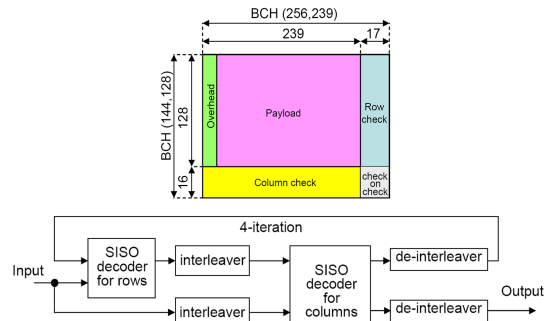 BCH (256,239)
239
17
BCH (144,128)
128
16
Overhead
Payload
Row
check
Column check
check
on
check
4-iteration
Input
SISO
decoder
for rows
interleaver
interleaver
SISO
decoder
for
columns
de-interleaver
de-interleaver
Output